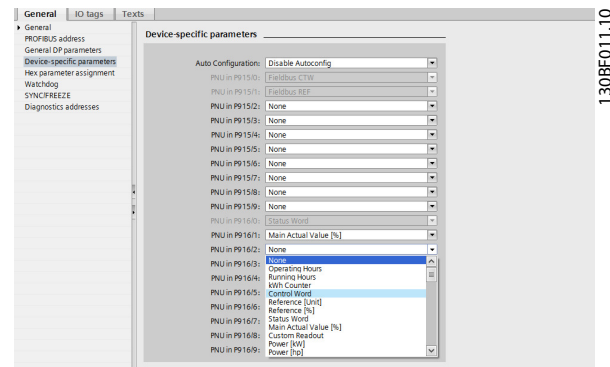 General
IO tags
Texts
General
PROFIBUS address
General DP parameters
Device-specific parameters
Hex parameter assignment
Watchdog
SYNC/FREEZE
Diagnostics addresses
Device-specific parameters
Auto Configuration: Disable Autoconfig
PNU in P915/0: Fieldbus CTW
PNU in P915/1: Fieldbus REF
PNU in P915/2: None
PNU in P915/3: None
PNU in P915/4: None
PNU in P915/5: None
PNU in P915/6: None
PNU in P915/7: None
PNU in P915/8: None
PNU in P915/9: None
PNU in P916/0: Status Word
PNU in P916/1: Main Actual Value [%]
PNU in P916/2: None
PNU in P916/3:
PNU in P916/4:
PNU in P916/5:
PNU in P916/6:
PNU in P916/7:
PNU in P916/8:
PNU in P916/9:
None
Operating Hours
Running Hours
kWh Counter
Control Word
Reference [Unit]
Reference [%]
Status Word
Main Actual Value [%]
Custom Readout
Power [kW]
Power [hp]
130BF011.10